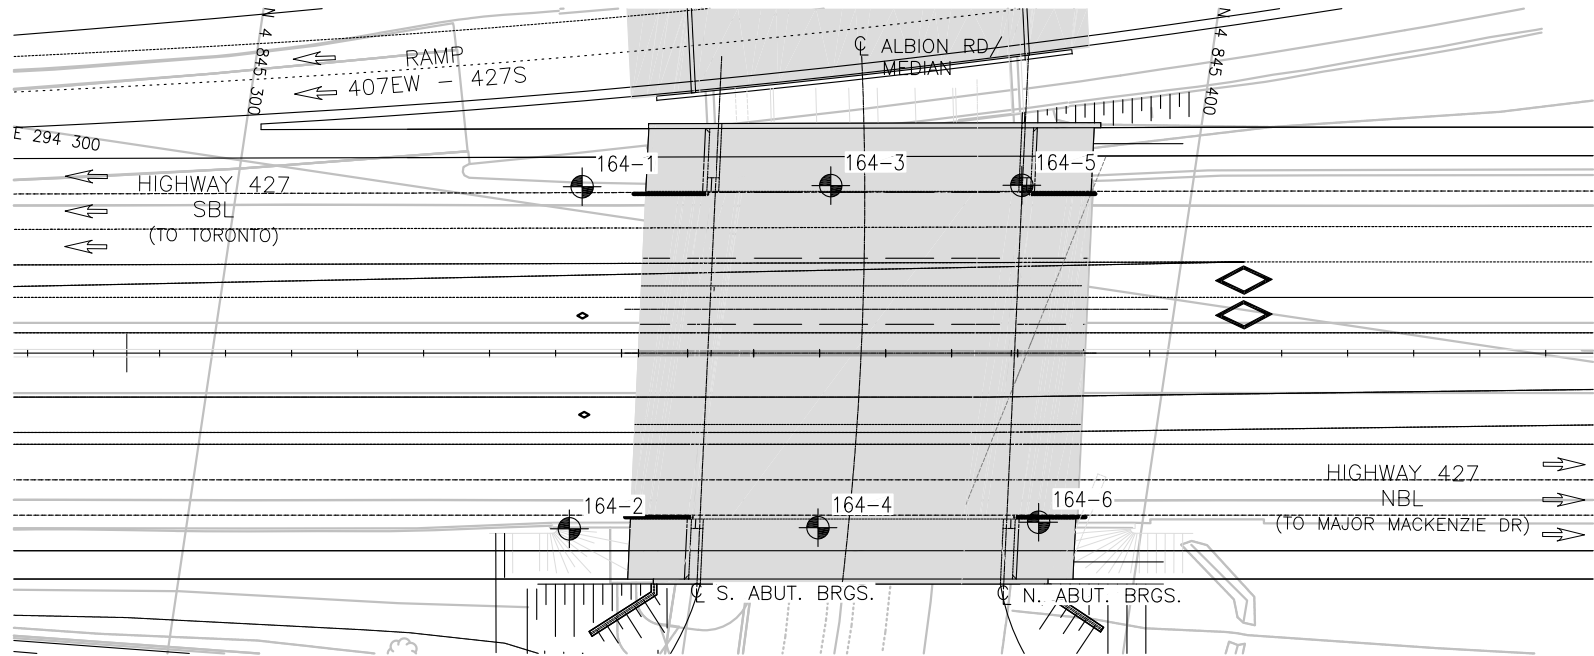 N 4 845 300
RAMP
407EW - 427S
℄ ALBION RD/
MEDIAN
N 4 845 400
E 294 300
164-1
164-3
164-5
HIGHWAY 427
SBL
(TO TORONTO)
164-2
164-4
164-6
HIGHWAY 427
NBL
(TO MAJOR MACKENZIE DR)
℄ S. ABUT. BRGS.
℄ N. ABUT. BRGS.